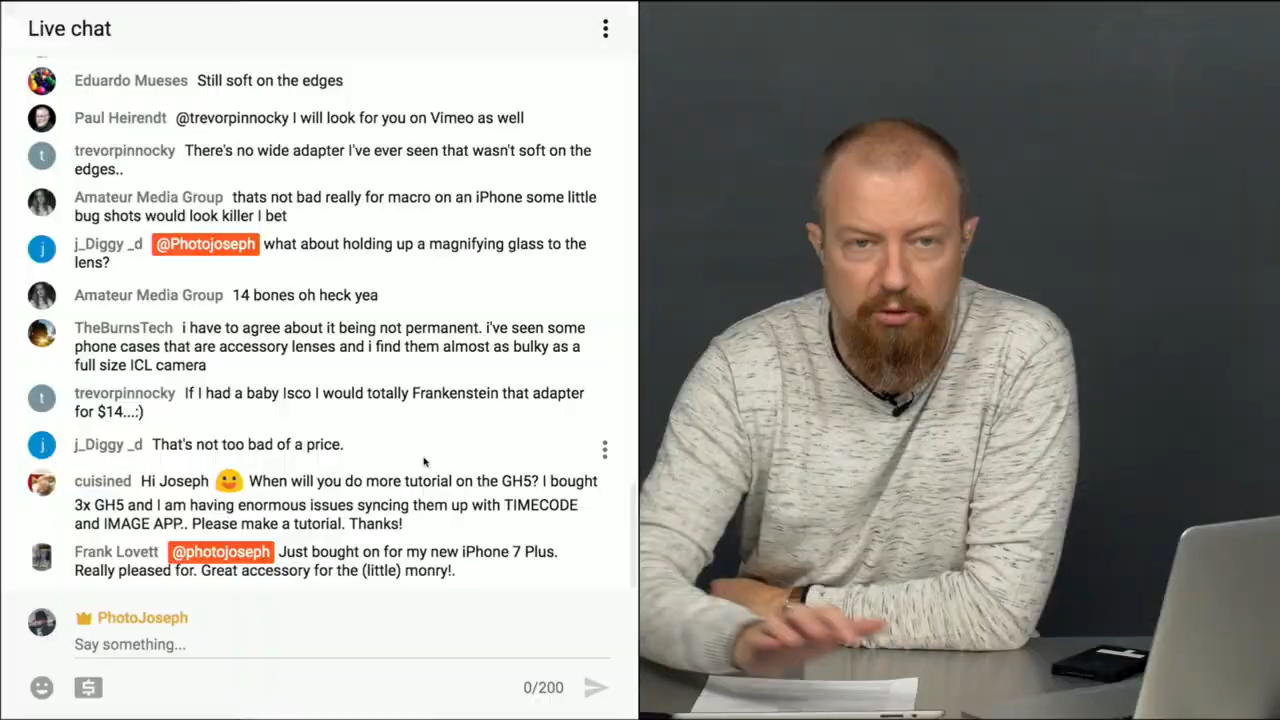 Live chat
Eduardo Mueses Still soft on the edges
Paul Heirendt @trevorpinnocky I will look for you on Vimeo as well
t
trevorpinnocky There's no wide adapter I've ever seen that wasn't soft on the
edges..
Amateur Media Group thats not bad really for macro on an iPhone some little
bug shots would look killer I bet
j
j_Diggy _d @Photojoseph what about holding up a magnifying glass to the
lens?
Amateur Media Group 14 bones oh heck yea
TheBurnsTech i have to agree about it being not permanent. i've seen some
phone cases that are accessory lenses and i find them almost as bulky as a
full size ICL camera
t
trevorpinnocky If I had a baby Isco I would totally Frankenstein that adapter
for $14...:)
j
j_Diggy _d That's not too bad of a price.
cuisined Hi Joseph 😀 When will you do more tutorial on the GH5? I bought
3x GH5 and I am having enormous issues syncing them up with TIMECODE
and IMAGE APP.. Please make a tutorial. Thanks!
Frank Lovett @photojoseph Just bought on for my new iPhone 7 Plus.
Really pleased for. Great accessory for the (little) monry!.
PhotoJoseph
Say something...
$
0/200